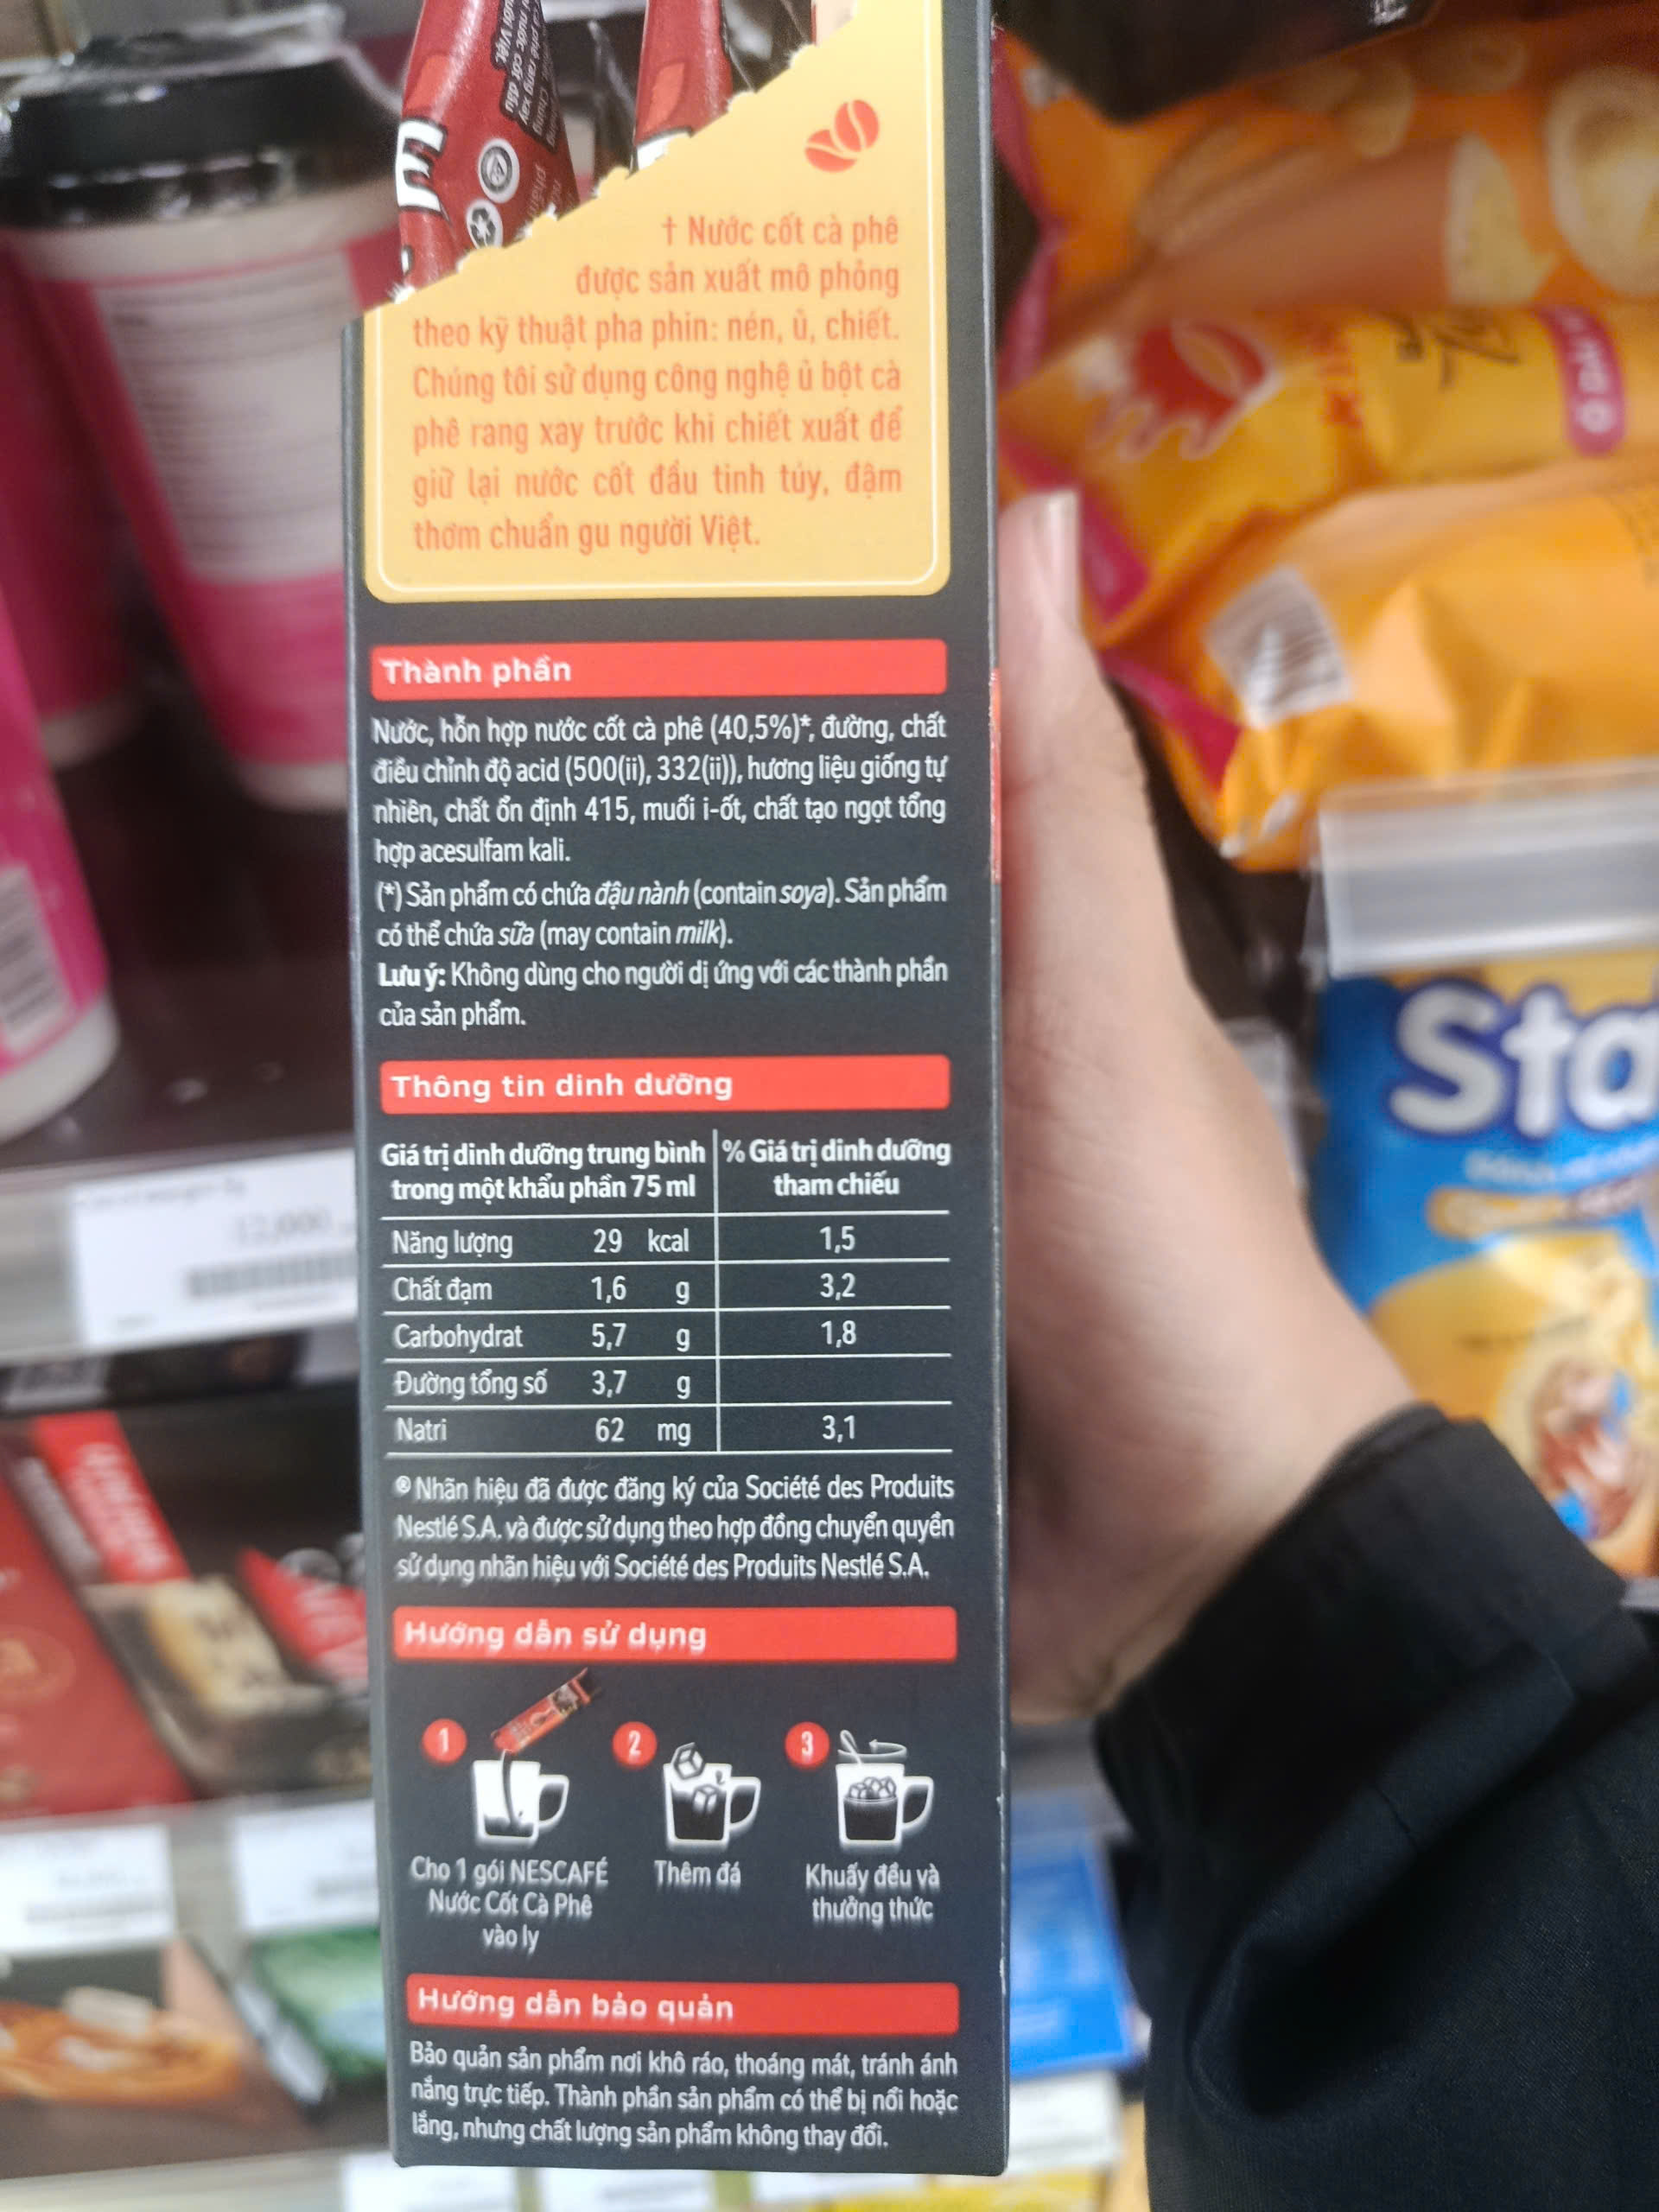 † Nước cốt cà phê
được sản xuất mô phỏng
theo kỹ thuật pha phin: nén, ủ, chiết.
Chúng tôi sử dụng công nghệ ủ bột cà
phê rang xay trước khi chiết xuất để
giữ lại nước cốt đầu tinh túy, đậm
thơm chuẩn gu người Việt.
Thành phần
Nước, hỗn hợp nước cốt cà phê (40,5%)*, đường, chất
điều chỉnh độ acid (500(ii), 332(ii)), hương liệu giống tự
nhiên, chất ổn định 415, muối i-ốt, chất tạo ngọt tổng
hợp acesulfam kali.
(*) Sản phẩm có chứa đậu nành (contain soya). Sản phẩm
có thể chứa sữa (may contain milk).
Lưu ý: Không dùng cho người dị ứng với các thành phần
của sản phẩm.
Thông tin dinh dưỡng
Giá trị dinh dưỡng trung bình % Giá trị dinh dưỡng
trong một khẩu phần 75 ml tham chiếu
Năng lượng 29 kcal 1,5
Chất đạm 1,6 g 3,2
Carbohydrat 5,7 g 1,8
Đường tổng số 3,7 g
Natri 62 mg 3,1
® Nhãn hiệu đã được đăng ký của Société des Produits
Nestlé S.A. và được sử dụng theo hợp đồng chuyển quyền
sử dụng nhãn hiệu với Société des Produits Nestlé S.A.
Hướng dẫn sử dụng
1 2 3
Cho 1 gói NESCAFÉ Thêm đá Khuấy đều và
Nước Cốt Cà Phê thưởng thức
vào ly
Hướng dẫn bảo quản
Bảo quản sản phẩm nơi khô ráo, thoáng mát, tránh ánh
nắng trực tiếp. Thành phần sản phẩm có thể bị nổi hoặc
lắng, nhưng chất lượng sản phẩm không thay đổi.
Sta